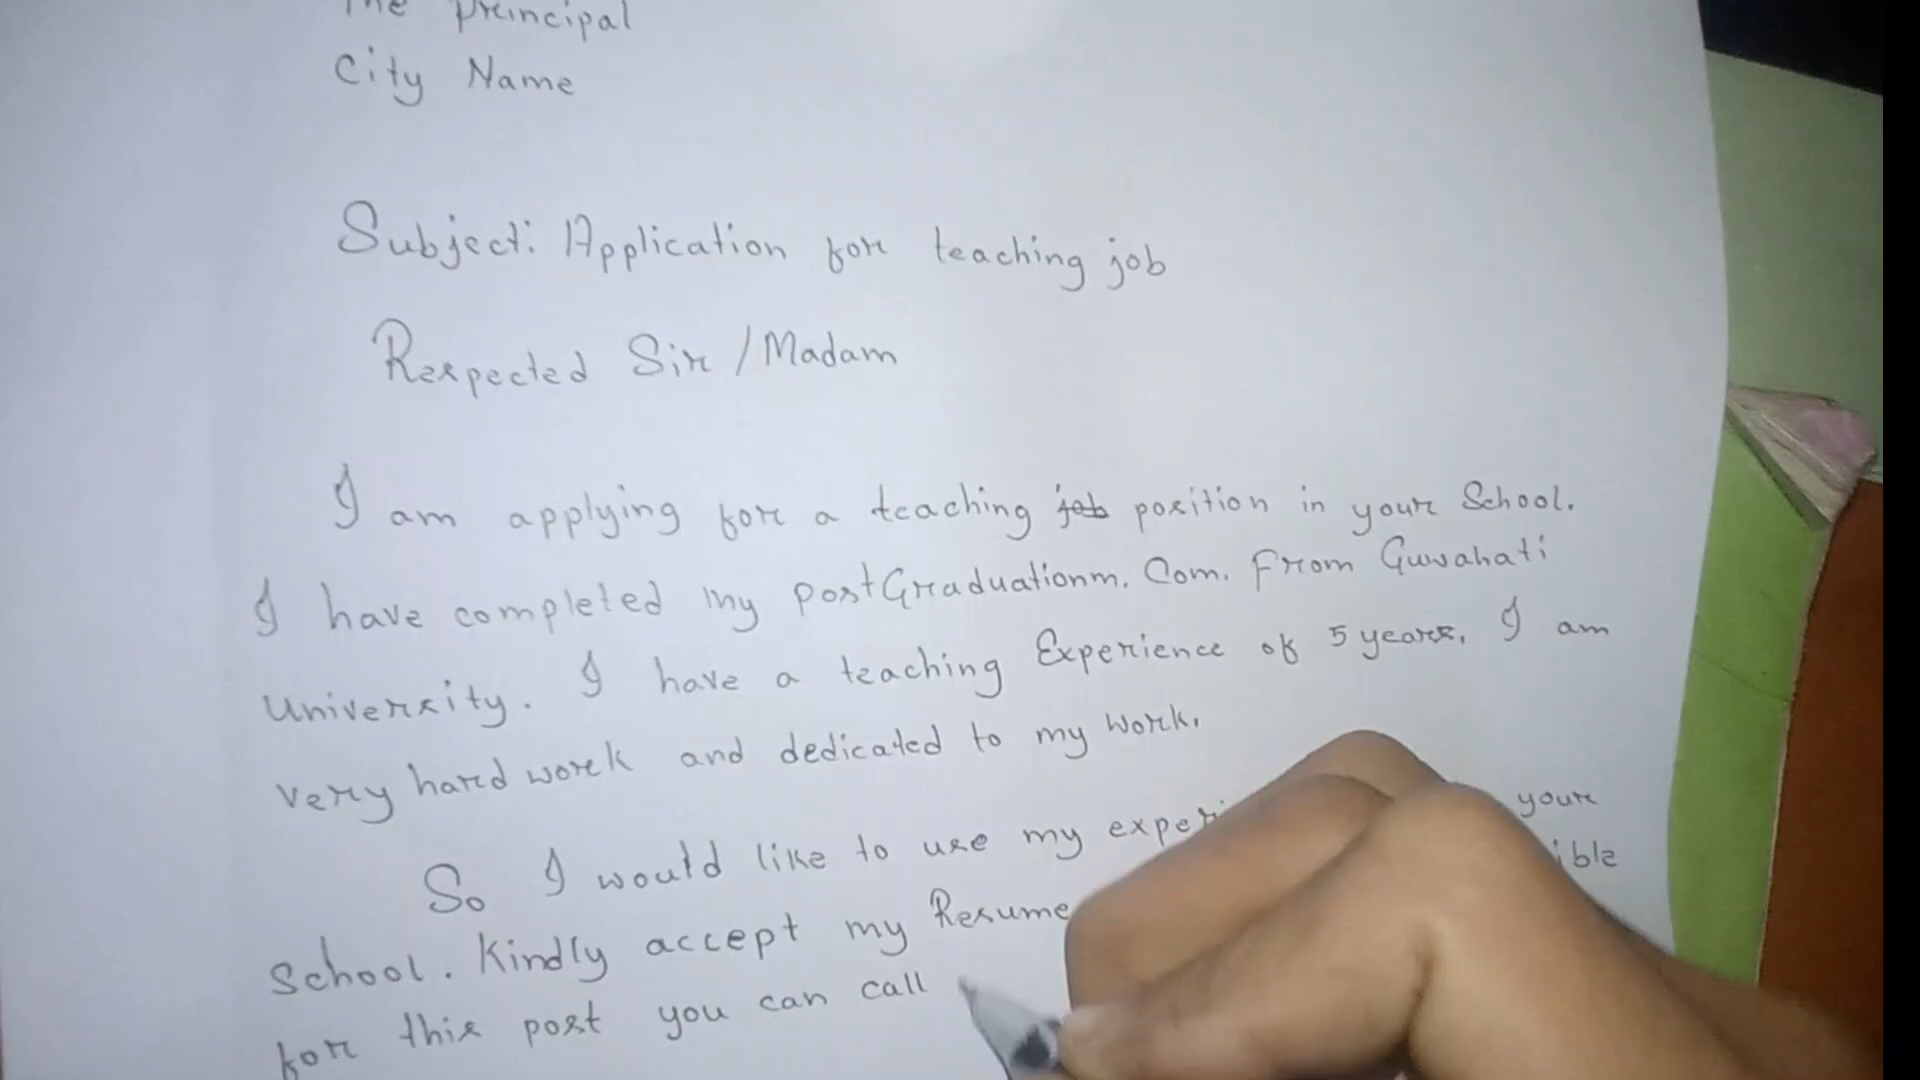 The Principal
City Name
Subject: Application for teaching job
Respected Sir / Madam
I am applying for a teaching job position in your School.
I have completed my postGraduationm. Com. From Guwahati
University. I have a teaching Experience of 5 years. I am
very hard work and dedicated to my work.
So I would like to use my your
School. Kindly accept my Resume
for this post you can call